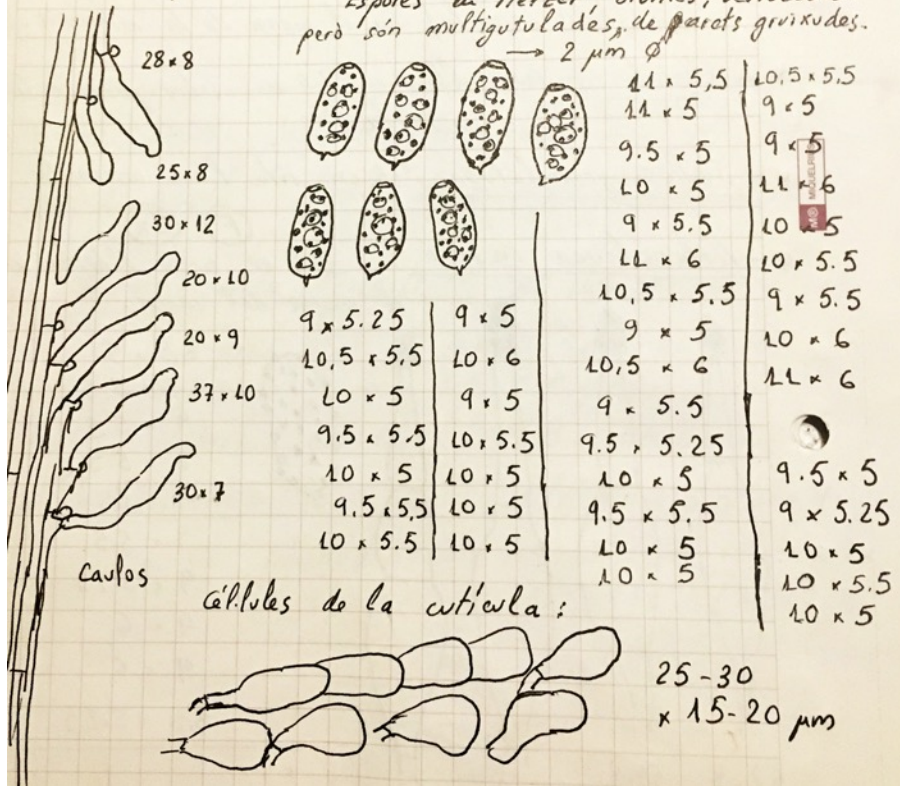 però són multigutulades, de parets gruixudes.
→ 2 µm Ø
28 × 8
25 × 8
30 × 12
20 × 10
20 × 9
37 × 10
30 × 7
Caulos
9 × 5.25
10,5 × 5,5
10 × 5
9,5 × 5,5
10 × 5
9,5 × 5,5
10 × 5.5
9 × 5
10 × 6
9 × 5
10 × 5.5
10 × 5
10 × 5
10 × 5
11 × 5,5
11 × 5
9.5 × 5
10 × 5
9 × 5.5
11 × 6
10,5 × 5.5
9 × 5
10,5 × 6
9 × 5.5
9.5 × 5.25
10 × 5
9.5 × 5.5
10 × 5
10 × 5
10,5 × 5.5
9 × 5
9 × 5
11 × 6
10 × 5
10 × 5.5
9 × 5.5
10 × 6
11 × 6
9.5 × 5
9 × 5.25
10 × 5
10 × 5.5
10 × 5
cél.lules de la cutícula :
25-30
× 15-20 µm